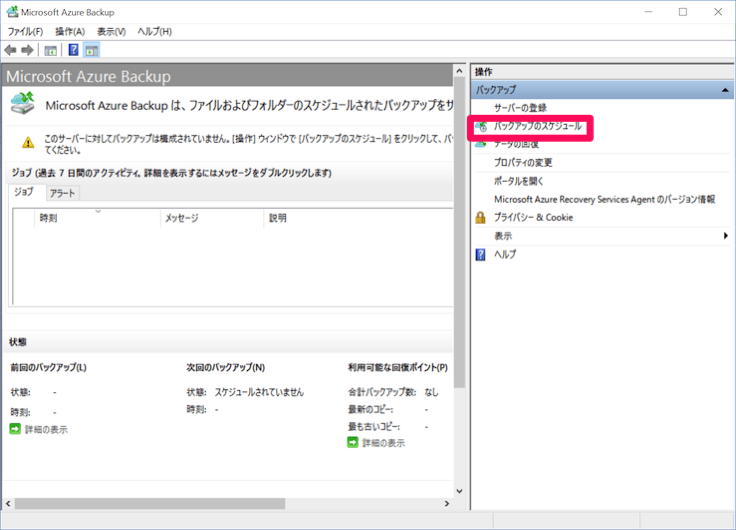 Microsoft Azure Backup
ファイル(F) 操作(A) 表示(V) ヘルプ(H)
Microsoft Azure Backup
Microsoft Azure Backup は、ファイルおよびフォルダーのスケジュールされたバックアップをサ
このサーバーに対してバックアップは構成されていません。[操作] ウィンドウで [バックアップのスケジュール] をクリックして、バ
てください。
ジョブ (過去 7 日間のアクティビティ。詳細を表示するにはメッセージをダブルクリックします)
ジョブ アラート
時刻 メッセージ 説明
状態
前回のバックアップ(L)
状態: -
時刻: -
詳細の表示
次回のバックアップ(N)
状態: スケジュールされていません
時刻: -
利用可能な回復ポイント(P)
合計バックアップ数: なし
最新のコピー: -
最も古いコピー: -
詳細の表示
操作
バックアップ
サーバーの登録
バックアップのスケジュール
データの回復
プロパティの変更
ポータルを開く
Microsoft Azure Recovery Services Agent のバージョン情報
プライバシー & Cookie
表示
ヘルプ